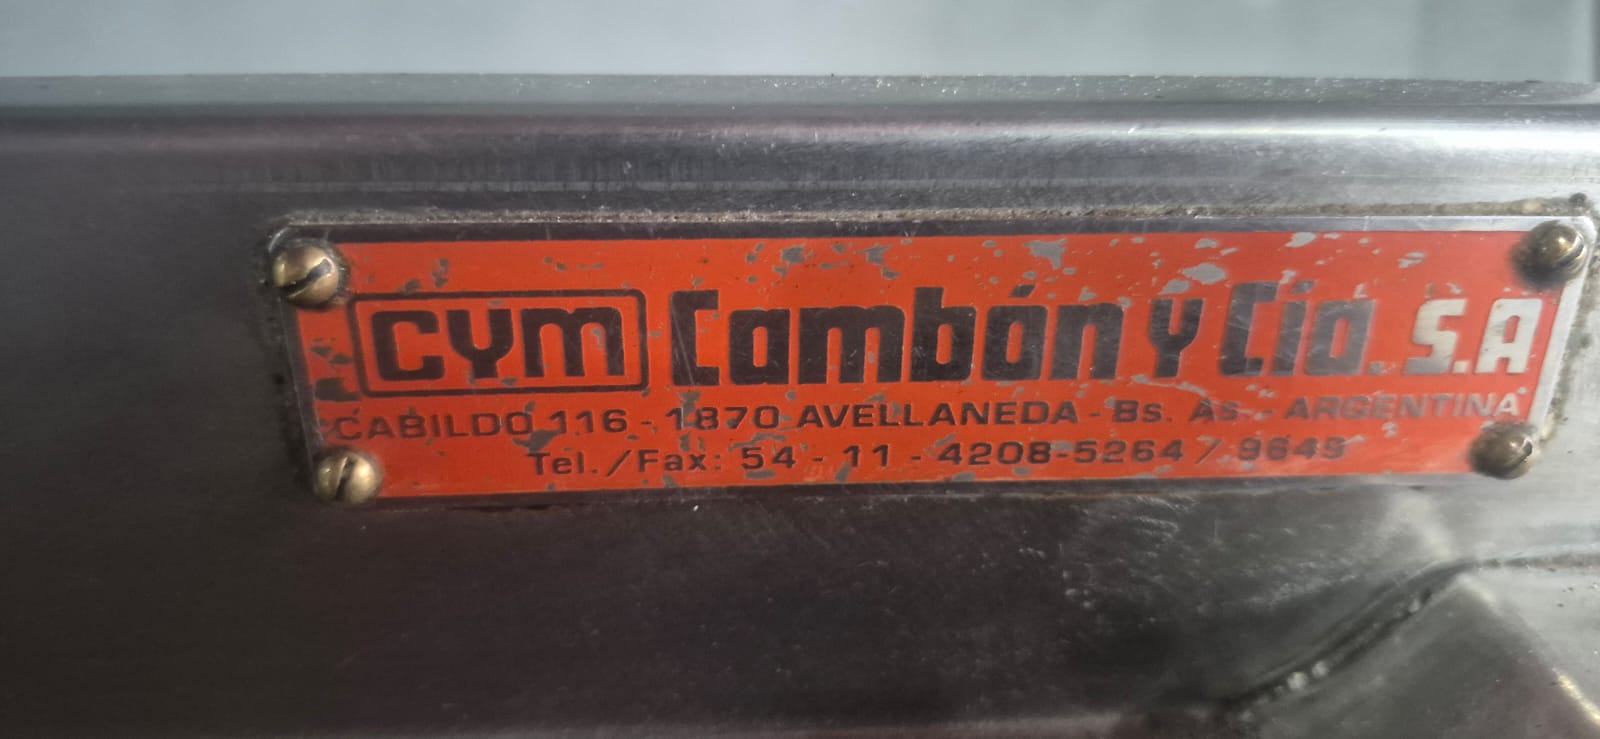 CYM Cambón y Cía. S.A
CABILDO 116 - 1870 AVELLANEDA - Bs. As. - ARGENTINA
Tel./Fax: 54 - 11 - 4208-5264 / 9649